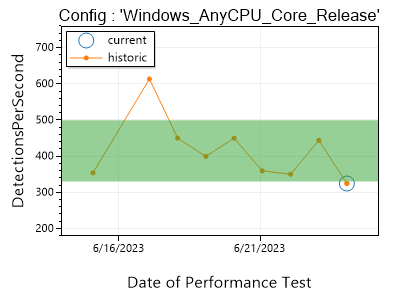 Config : 'Windows_AnyCPU_Core_Release'
current
historic
DetectionsPerSecond
700
600
500
400
300
200
6/16/2023
6/21/2023
Date of Performance Test